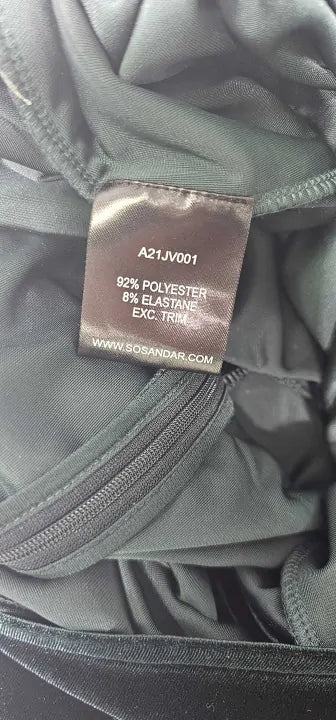 A21JV001
92% POLYESTER
8% ELASTANE
EXC. TRIM
WWW.SOSANDAR.COM